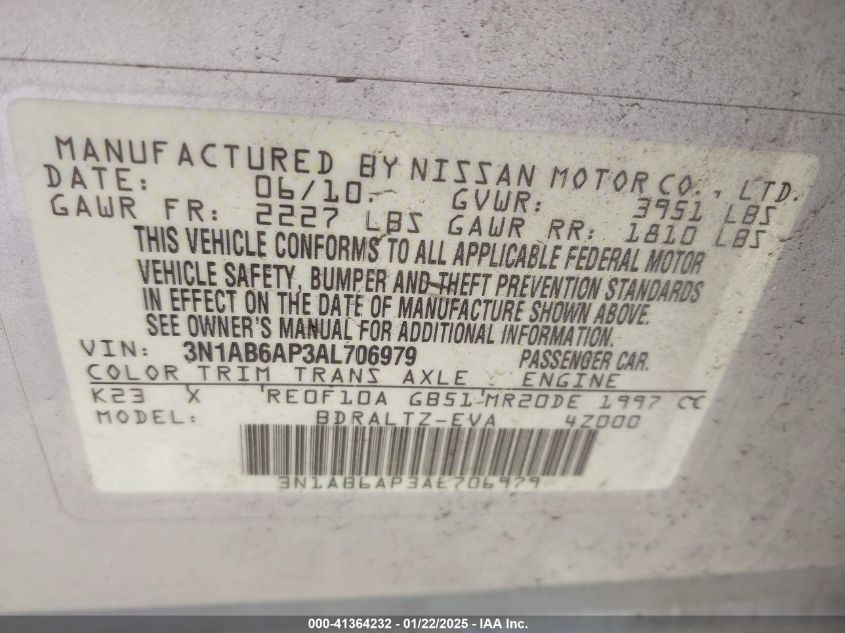 MANUFACTURED BY NISSAN MOTOR CO., LTD.
DATE: 06/10 GVWR: 3951 LBS
GAWR FR: 2227 LBS GAWR RR: 1810 LBS
THIS VEHICLE CONFORMS TO ALL APPLICABLE FEDERAL MOTOR
VEHICLE SAFETY, BUMPER AND THEFT PREVENTION STANDARDS
IN EFFECT ON THE DATE OF MANUFACTURE SHOWN ABOVE.
SEE OWNER'S MANUAL FOR ADDITIONAL INFORMATION.
VIN: 3N1AB6AP3AL706979 PASSENGER CAR.
COLOR TRIM TRANS AXLE ENGINE
K23 X RE0F10A GB51 MR20DE 1997 CC
MODEL: BDRALTZ-EVA 4Z000
3N1AB6AP3AL706979
000-41364232 - 01/22/2025 - IAA Inc.